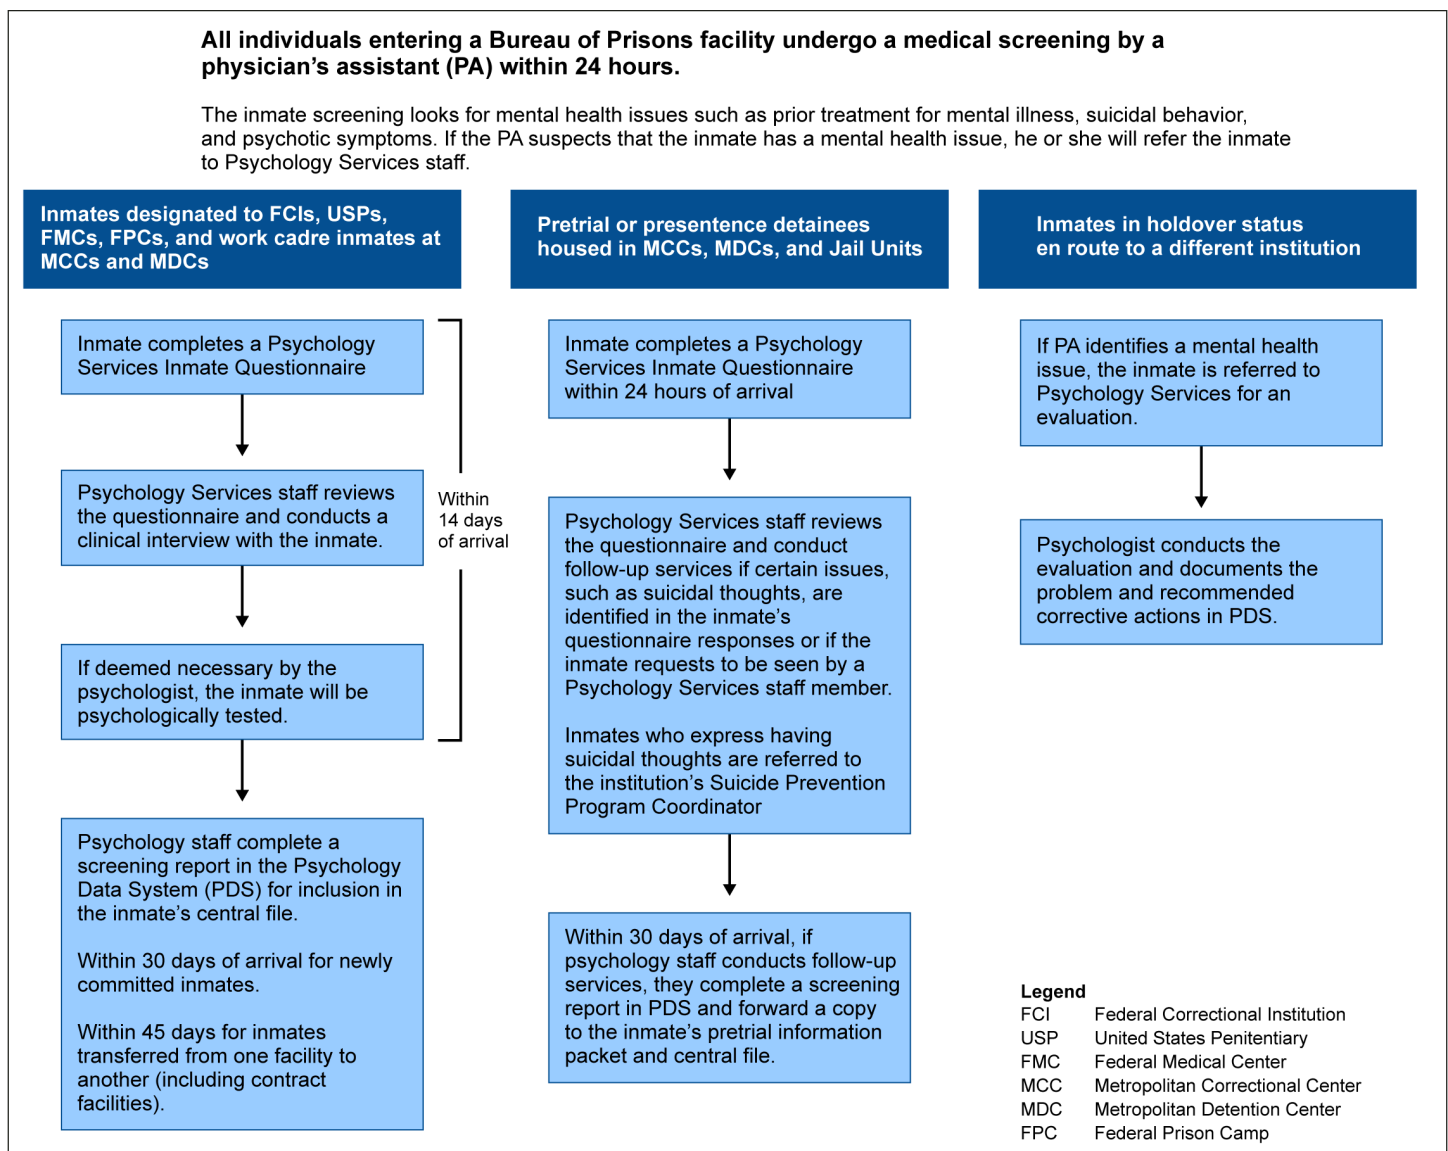 All individuals entering a Bureau of Prisons facility undergo a medical screening by a
physician’s assistant (PA) within 24 hours.
The inmate screening looks for mental health issues such as prior treatment for mental illness, suicidal behavior,
and psychotic symptoms. If the PA suspects that the inmate has a mental health issue, he or she will refer the inmate
to Psychology Services staff.
Inmates designated to FCIs, USPs,
FMCs, FPCs, and work cadre inmates at
MCCs and MDCs
Inmate completes a Psychology
Services Inmate Questionnaire
Psychology Services staff reviews
the questionnaire and conducts a
clinical interview with the inmate.
If deemed necessary by the
psychologist, the inmate will be
psychologically tested.
Within
14 days
of arrival
Psychology staff complete a
screening report in the Psychology
Data System (PDS) for inclusion in
the inmate’s central file.
Within 30 days of arrival for newly
committed inmates.
Within 45 days for inmates
transferred from one facility to
another (including contract
facilities).
Pretrial or presentence detainees
housed in MCCs, MDCs, and Jail Units
Inmate completes a Psychology
Services Inmate Questionnaire
within 24 hours of arrival
Psychology Services staff reviews
the questionnaire and conduct
follow-up services if certain issues,
such as suicidal thoughts, are
identified in the inmate’s
questionnaire responses or if the
inmate requests to be seen by a
Psychology Services staff member.
Inmates who express having
suicidal thoughts are referred to
the institution’s Suicide Prevention
Program Coordinator
Within 30 days of arrival, if
psychology staff conducts follow-up
services, they complete a screening
report in PDS and forward a copy
to the inmate’s pretrial information
packet and central file.
Inmates in holdover status
en route to a different institution
If PA identifies a mental health
issue, the inmate is referred to
Psychology Services for an
evaluation.
Psychologist conducts the
evaluation and documents the
problem and recommended
corrective actions in PDS.
Legend
FCI Federal Correctional Institution
USP United States Penitentiary
FMC Federal Medical Center
MCC Metropolitan Correctional Center
MDC Metropolitan Detention Center
FPC Federal Prison Camp